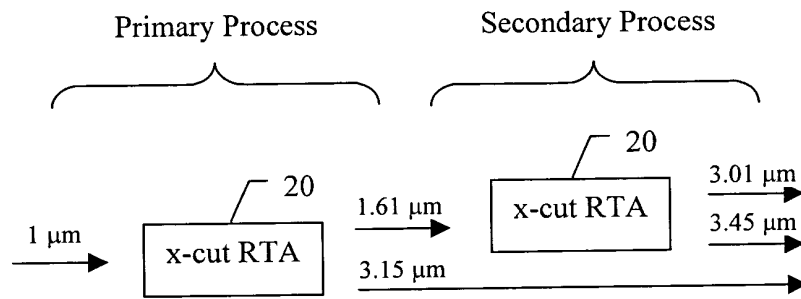 Primary Process
Secondary Process
20
20
1 μm
x-cut RTA
1.61 μm
x-cut RTA
3.01 μm
3.45 μm
3.15 μm